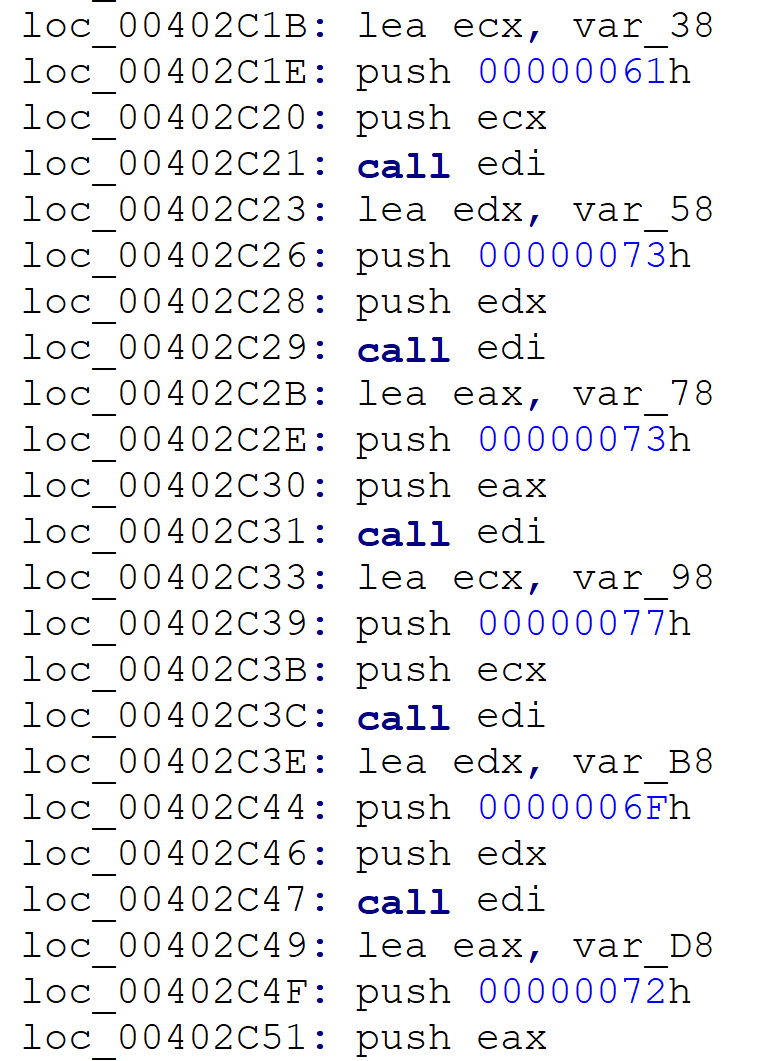 loc_00402C1B: lea ecx, var_38
loc_00402C1E: push 00000061h
loc_00402C20: push ecx
loc_00402C21: call edi
loc_00402C23: lea edx, var_58
loc_00402C26: push 00000073h
loc_00402C28: push edx
loc_00402C29: call edi
loc_00402C2B: lea eax, var_78
loc_00402C2E: push 00000073h
loc_00402C30: push eax
loc_00402C31: call edi
loc_00402C33: lea ecx, var_98
loc_00402C39: push 00000077h
loc_00402C3B: push ecx
loc_00402C3C: call edi
loc_00402C3E: lea edx, var_B8
loc_00402C44: push 0000006Fh
loc_00402C46: push edx
loc_00402C47: call edi
loc_00402C49: lea eax, var_D8
loc_00402C4F: push 00000072h
loc_00402C51: push eax